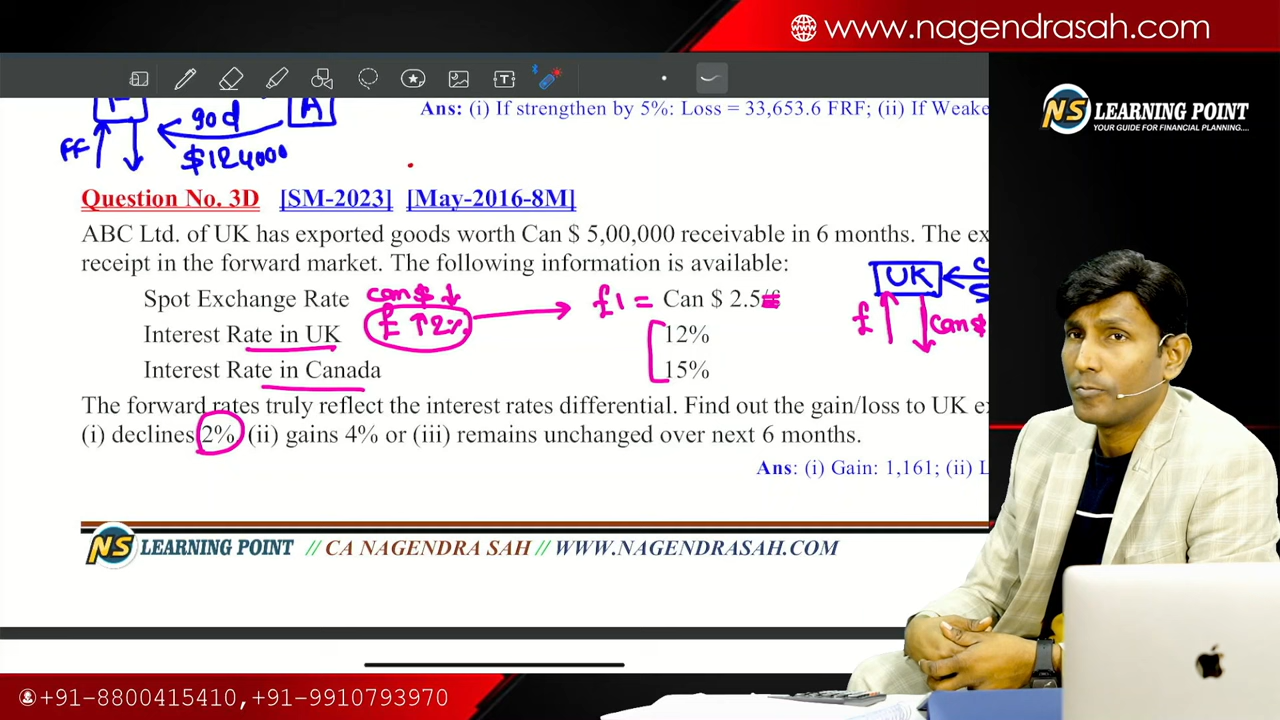 www.nagendrasah.com
NS LEARNING POINT
YOUR GUIDE FOR FINANCIAL PLANNING....
90 d
A
FF
$124000
Ans: (i) If strengthen by 5%: Loss = 33,653.6 FRF; (ii) If Weake
Question No. 3D [SM-2023] [May-2016-8M]
ABC Ltd. of UK has exported goods worth Can $ 5,00,000 receivable in 6 months. The ex
receipt in the forward market. The following information is available:
UK
Spot Exchange Rate can $ ↓ £1 = Can $ 2.5/£
£ can $
Interest Rate in UK £ ↑ 2% 12%
Interest Rate in Canada 15%
The forward rates truly reflect the interest rates differential. Find out the gain/loss to UK e
(i) declines 2%, (ii) gains 4% or (iii) remains unchanged over next 6 months.
Ans: (i) Gain: 1,161; (ii) L
NS LEARNING POINT // CA NAGENDRA SAH // WWW.NAGENDRASAH.COM
+91-8800415410,+91-9910793970